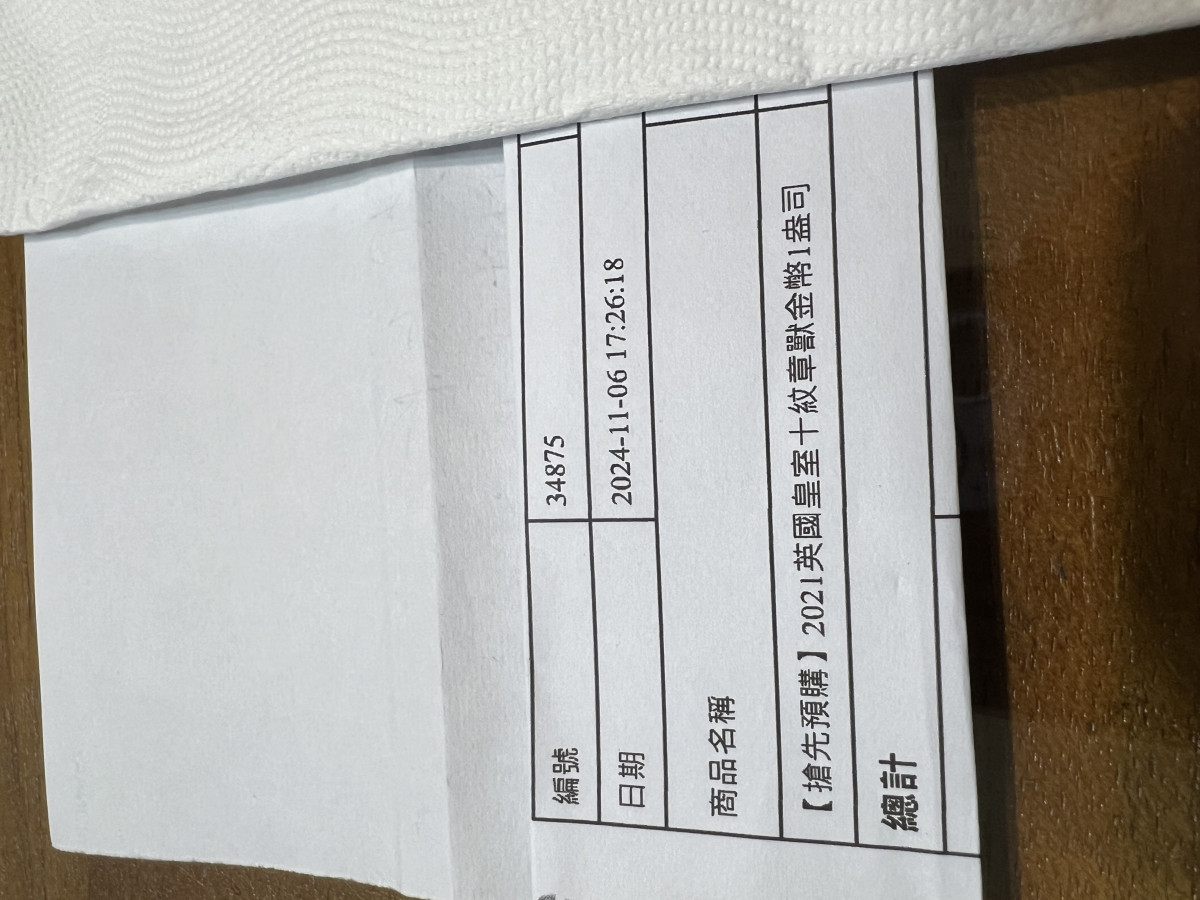 編號 34875
日期 2024-11-06 17:26:18
商品名稱
【搶先預購】2021英國皇室十紋章獸金幣1盎司
總計